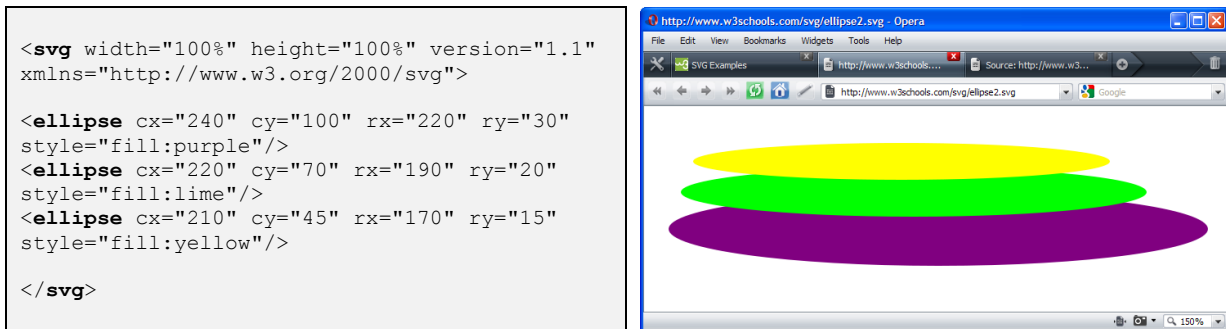 <svg width="100%" height="100%" version="1.1"
xmlns="http://www.w3.org/2000/svg">
<ellipse cx="240" cy="100" rx="220" ry="30"
style="fill:purple"/>
<ellipse cx="220" cy="70" rx="190" ry="20"
style="fill:lime"/>
<ellipse cx="210" cy="45" rx="170" ry="15"
style="fill:yellow"/>
</svg>
http://www.w3schools.com/svg/ellipse2.svg - Opera
File Edit View Bookmarks Widgets Tools Help
SVG Examples http://www.w3schools.... Source: http://www.w3...
http://www.w3schools.com/svg/ellipse2.svg Google
150%